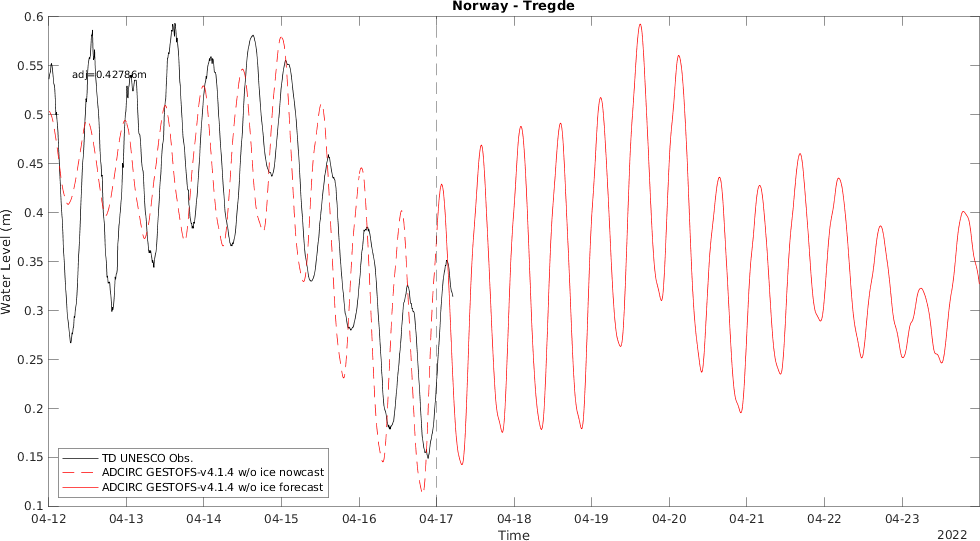 Norway - Tregde
0.6
0.55
0.5
0.45
0.4
0.35
0.3
0.25
0.2
0.15
0.1
Water Level (m)
adj=0.42786m
TD UNESCO Obs.
ADCIRC GESTOFS-v4.1.4 w/o ice nowcast
ADCIRC GESTOFS-v4.1.4 w/o ice forecast
04-12 04-13 04-14 04-15 04-16 04-17 04-18 04-19 04-20 04-21 04-22 04-23
Time
2022